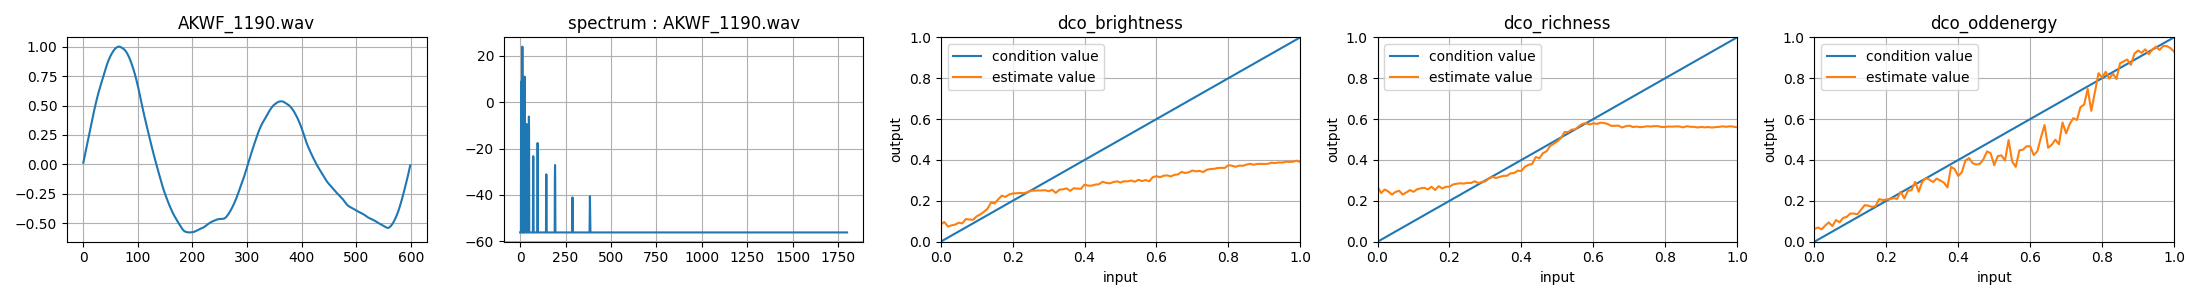 AKWF_1190.wav
1.00
0.75
0.50
0.25
0.00
−0.25
−0.50
0 100 200 300 400 500 600
spectrum : AKWF_1190.wav
20
0
−20
−40
−60
0 250 500 750 1000 1250 1500 1750
dco_brightness
condition value
estimate value
output
1.0
0.8
0.6
0.4
0.2
0.0
0.0 0.2 0.4 0.6 0.8 1.0
input
dco_richness
condition value
estimate value
output
1.0
0.8
0.6
0.4
0.2
0.0
0.0 0.2 0.4 0.6 0.8 1.0
input
dco_oddenergy
condition value
estimate value
output
1.0
0.8
0.6
0.4
0.2
0.0
0.0 0.2 0.4 0.6 0.8 1.0
input